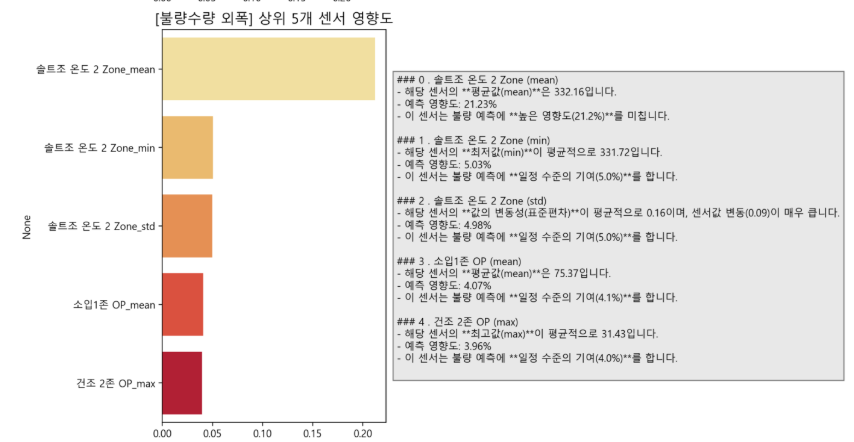 [불량수량 외폭] 상위 5개 센서 영향도
솔트조 온도 2 Zone_mean
솔트조 온도 2 Zone_min
솔트조 온도 2 Zone_std
소입1존 OP_mean
건조 2존 OP_max
None
0.00 0.05 0.10 0.15 0.20
### 0 . 솔트조 온도 2 Zone (mean)
- 해당 센서의 **평균값(mean)**은 332.16입니다.
- 예측 영향도: 21.23%
- 이 센서는 불량 예측에 **높은 영향도(21.2%)**를 미칩니다.
### 1 . 솔트조 온도 2 Zone (min)
- 해당 센서의 **최저값(min)**이 평균적으로 331.72입니다.
- 예측 영향도: 5.03%
- 이 센서는 불량 예측에 **일정 수준의 기여(5.0%)**를 합니다.
### 2 . 솔트조 온도 2 Zone (std)
- 해당 센서의 **값의 변동성(표준편차)**이 평균적으로 0.16이며, 센서값 변동(0.09)이 매우 큽니다.
- 예측 영향도: 4.98%
- 이 센서는 불량 예측에 **일정 수준의 기여(5.0%)**를 합니다.
### 3 . 소입1존 OP (mean)
- 해당 센서의 **평균값(mean)**은 75.37입니다.
- 예측 영향도: 4.07%
- 이 센서는 불량 예측에 **일정 수준의 기여(4.1%)**를 합니다.
### 4 . 건조 2존 OP (max)
- 해당 센서의 **최고값(max)**이 평균적으로 31.43입니다.
- 예측 영향도: 3.96%
- 이 센서는 불량 예측에 **일정 수준의 기여(4.0%)**를 합니다.